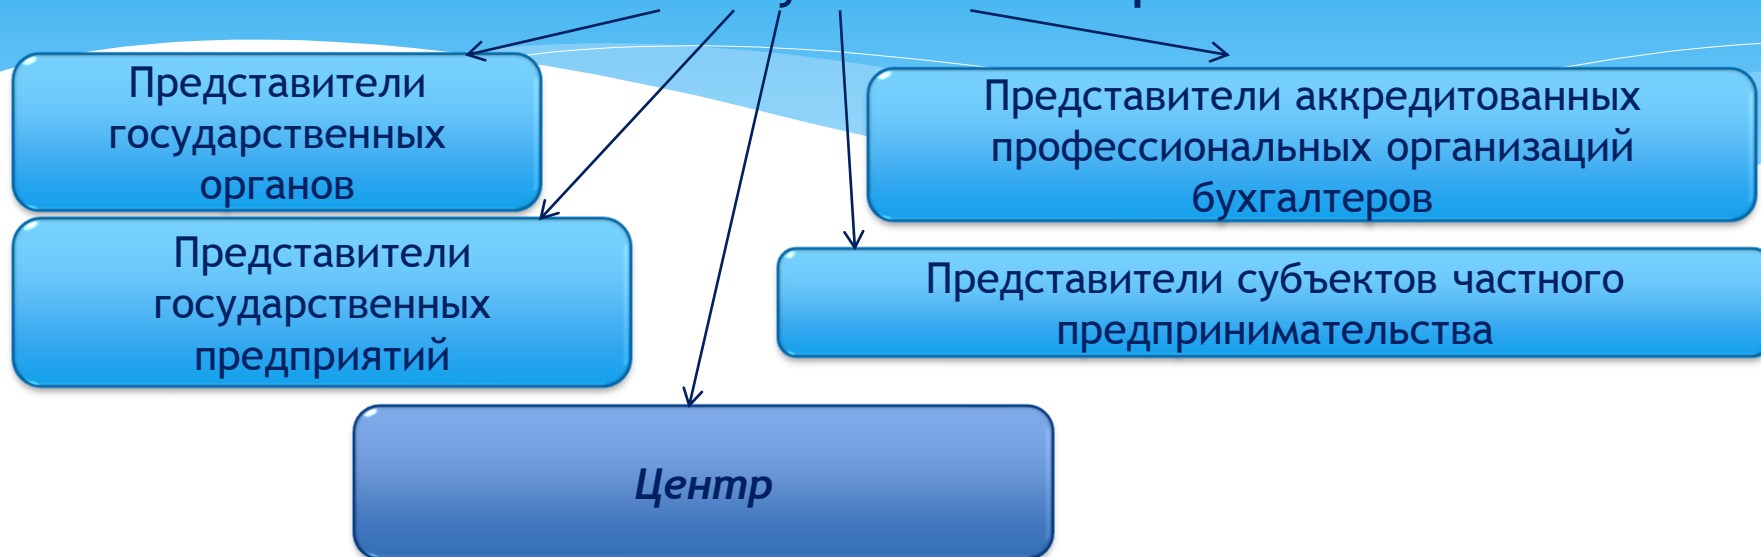 Представители
государственных
органов
Представители аккредитованных
профессиональных организаций
бухгалтеров
Представители
государственных
предприятий
Представители субъектов частного
предпринимательства
Центр